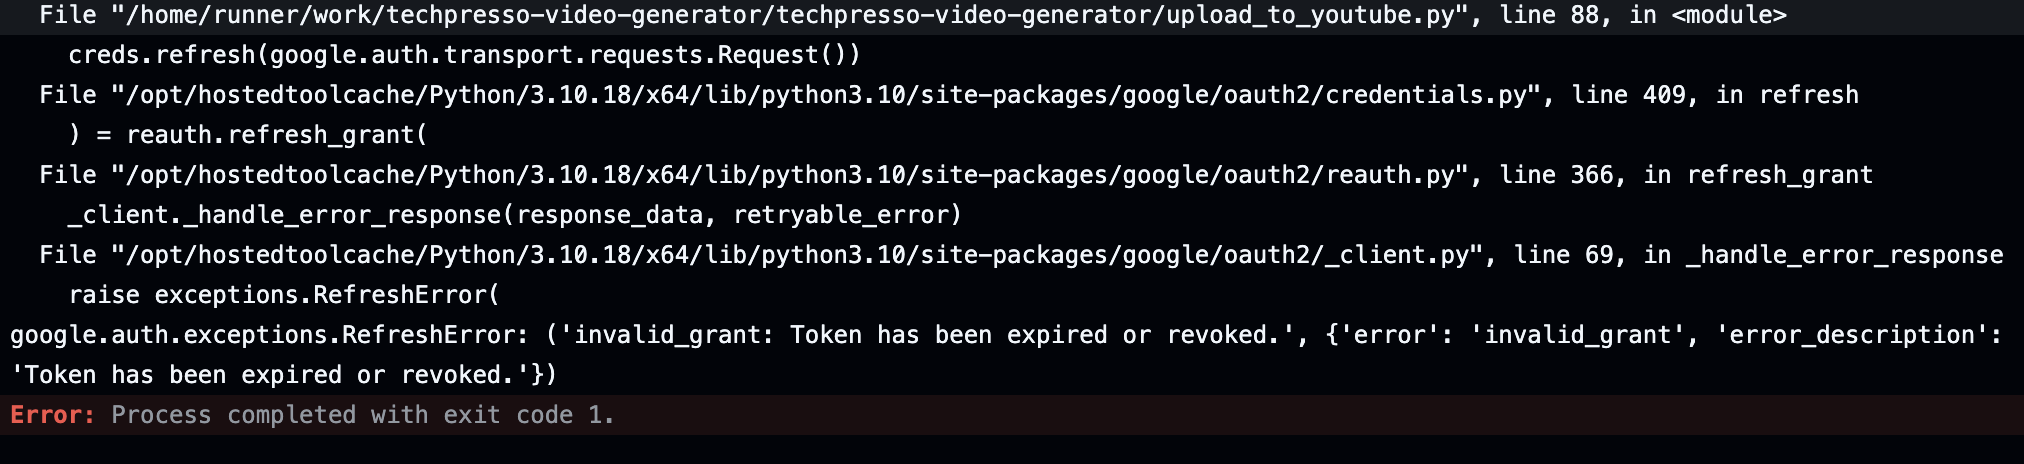 File "/home/runner/work/techpresso-video-generator/techpresso-video-generator/upload_to_youtube.py", line 88, in <module>
creds.refresh(google.auth.transport.requests.Request())
File "/opt/hostedtoolcache/Python/3.10.18/x64/lib/python3.10/site-packages/google/oauth2/credentials.py", line 409, in refresh
) = reauth.refresh_grant(
File "/opt/hostedtoolcache/Python/3.10.18/x64/lib/python3.10/site-packages/google/oauth2/reauth.py", line 366, in refresh_grant
_client._handle_error_response(response_data, retryable_error)
File "/opt/hostedtoolcache/Python/3.10.18/x64/lib/python3.10/site-packages/google/oauth2/_client.py", line 69, in _handle_error_response
raise exceptions.RefreshError(
google.auth.exceptions.RefreshError: ('invalid_grant: Token has been expired or revoked.', {'error': 'invalid_grant', 'error_description':
'Token has been expired or revoked.'})
Error: Process completed with exit code 1.